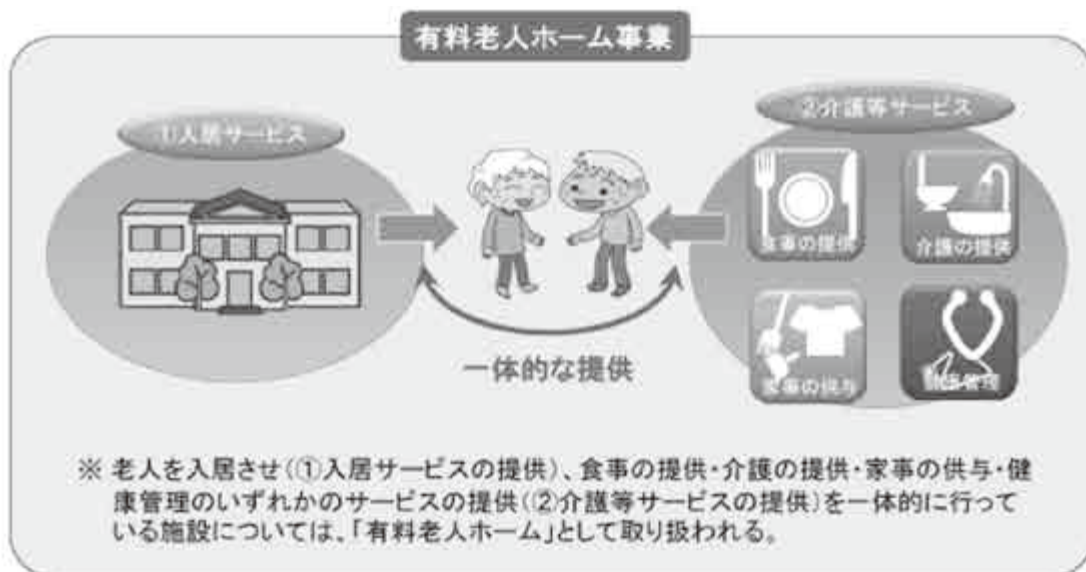 有料老人ホーム事業
①入居サービス
②介護等サービス
食事の提供
介護の提供
家事の供与
健康管理
一体的な提供
※ 老人を入居させ(①入居サービスの提供)、食事の提供・介護の提供・家事の供与・健
康管理のいずれかのサービスの提供(②介護等サービスの提供)を一体的に行って
いる施設については、「有料老人ホーム」として取り扱われる。